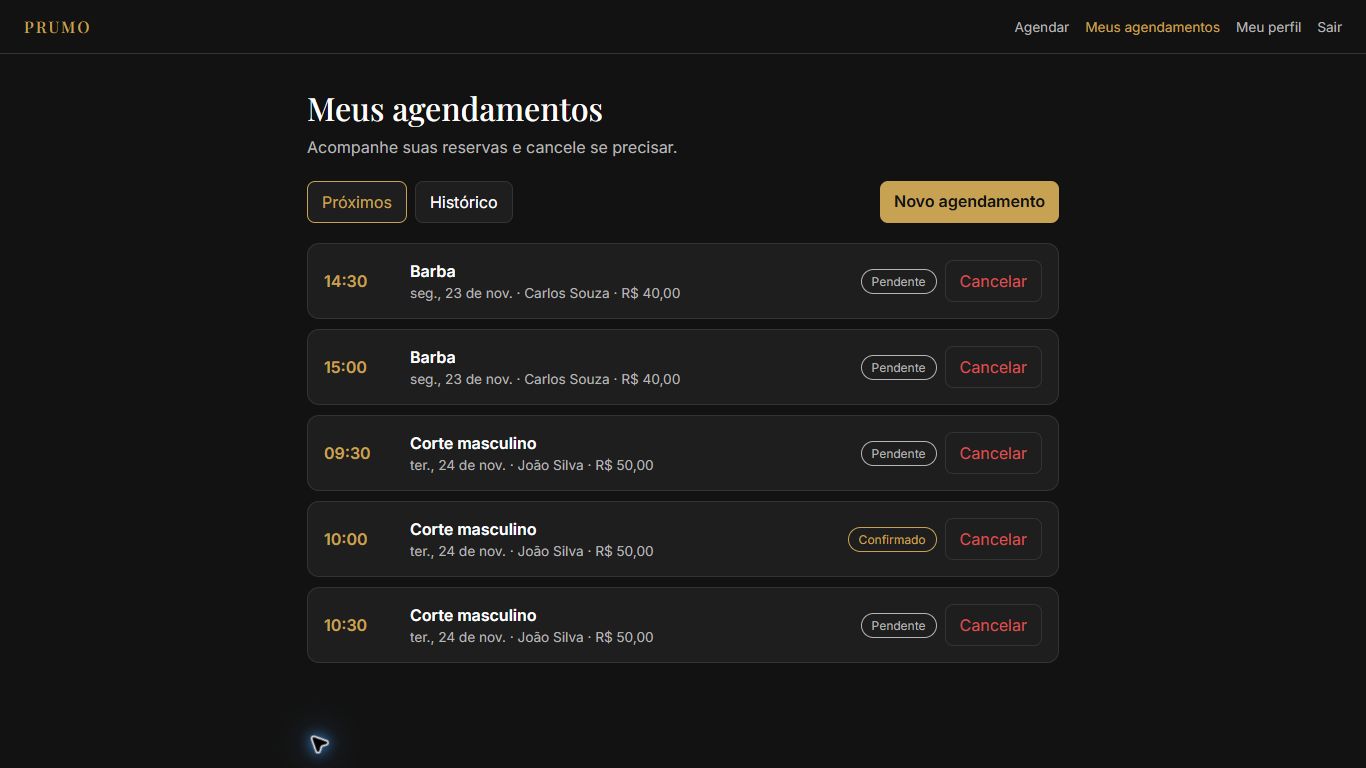 PRUMO
Agendar Meus agendamentos Meu perfil Sair
Meus agendamentos
Acompanhe suas reservas e cancele se precisar.
Próximos Histórico Novo agendamento
14:30 Barba Pendente Cancelar
seg., 23 de nov. · Carlos Souza · R$ 40,00
15:00 Barba Pendente Cancelar
seg., 23 de nov. · Carlos Souza · R$ 40,00
09:30 Corte masculino Pendente Cancelar
ter., 24 de nov. · João Silva · R$ 50,00
10:00 Corte masculino Confirmado Cancelar
ter., 24 de nov. · João Silva · R$ 50,00
10:30 Corte masculino Pendente Cancelar
ter., 24 de nov. · João Silva · R$ 50,00